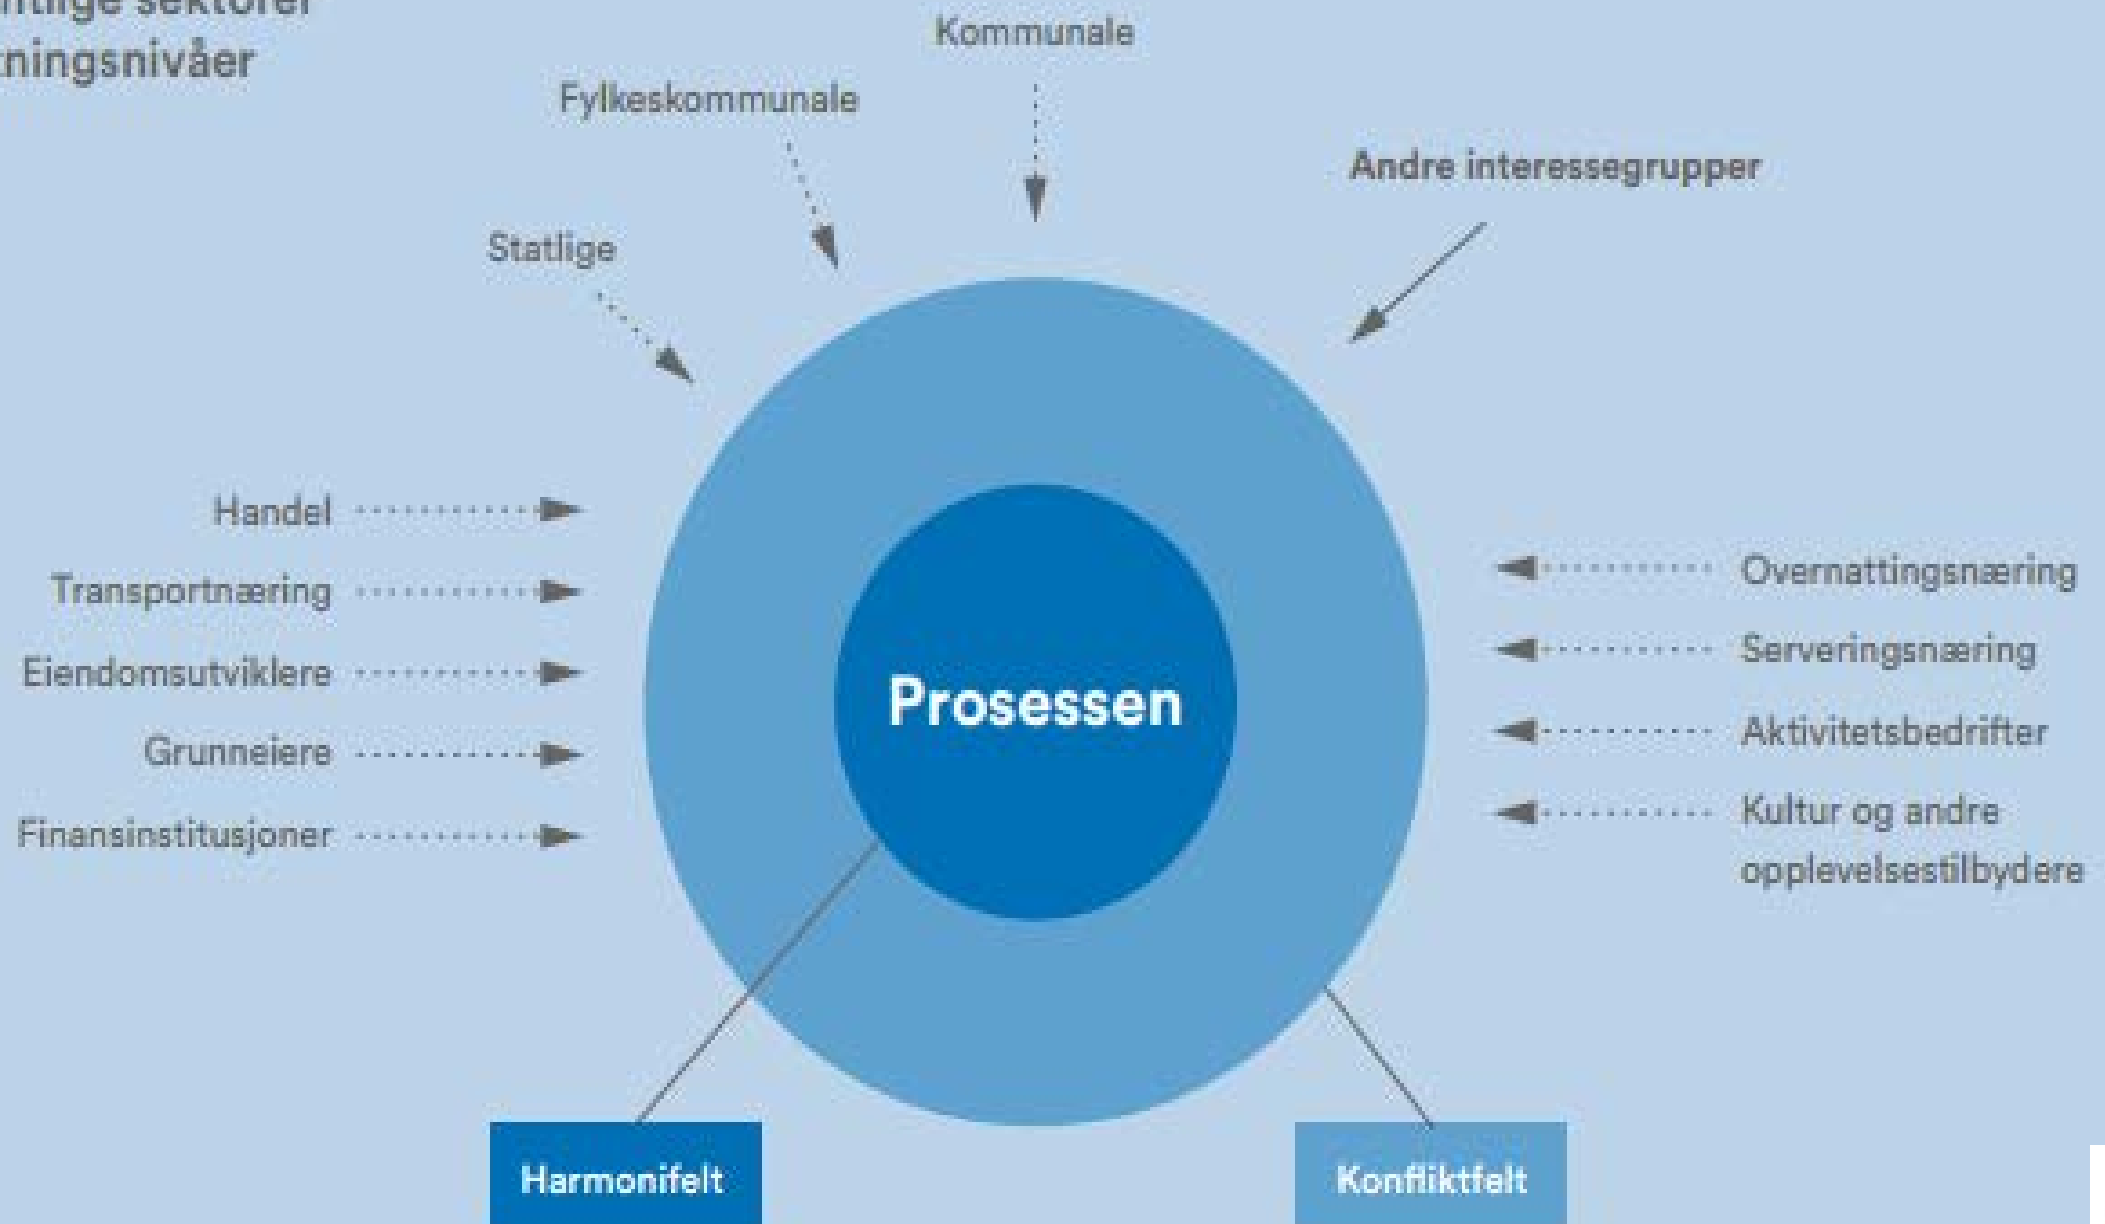 sektorer
Kommunale
Fylkeskommunale
Andre interessegrupper
Statlige
Handel
Transportnæring
Eiendomsutviklere
Grunneiere
Finansinstitusjoner
Prosessen
Overnattingsnæring
Serveringsnæring
Aktivitetsbedrifter
Kultur og andre
opplevelsestilbydere
Harmonifelt
Konfliktfelt